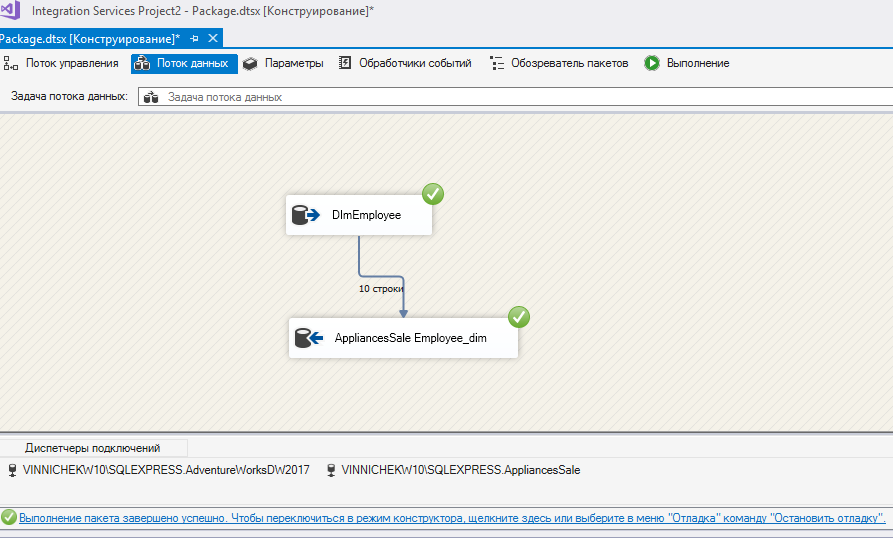 Integration Services Project2 - Package.dtsx [Конструирование]*
Package.dtsx [Конструирование]*
Поток управления Поток данных Параметры Обработчики событий Обозреватель пакетов Выполнение
Задача потока данных: Задача потока данных
DImEmployee
10 строки
AppliancesSale Employee_dim
Диспетчеры подключений
VINNICHEKW10\SQLEXPRESS.AdventureWorksDW2017 VINNICHEKW10\SQLEXPRESS.AppliancesSale
Выполнение пакета завершено успешно. Чтобы переключиться в режим конструктора, щелкните здесь или выберите в меню "Отладка" команду "Остановить отладку".